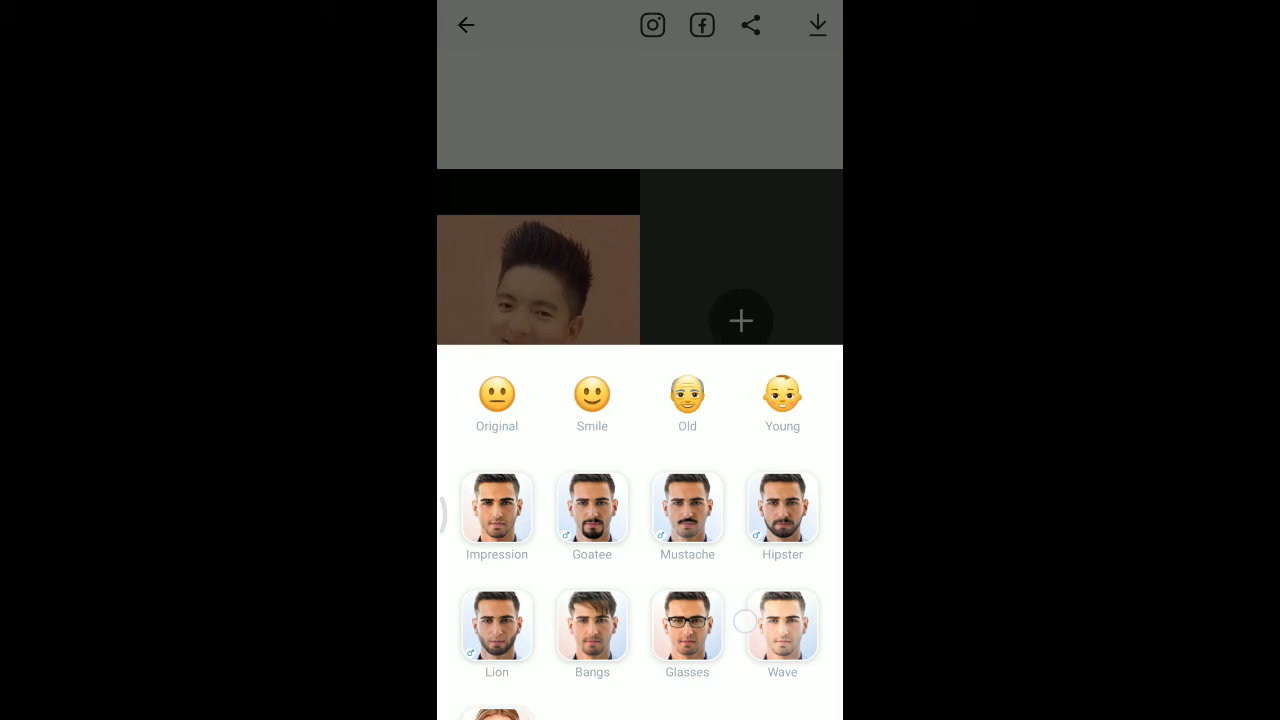 Original Smile Old Young
Impression Goatee Mustache Hipster
Lion Bangs Glasses Wave